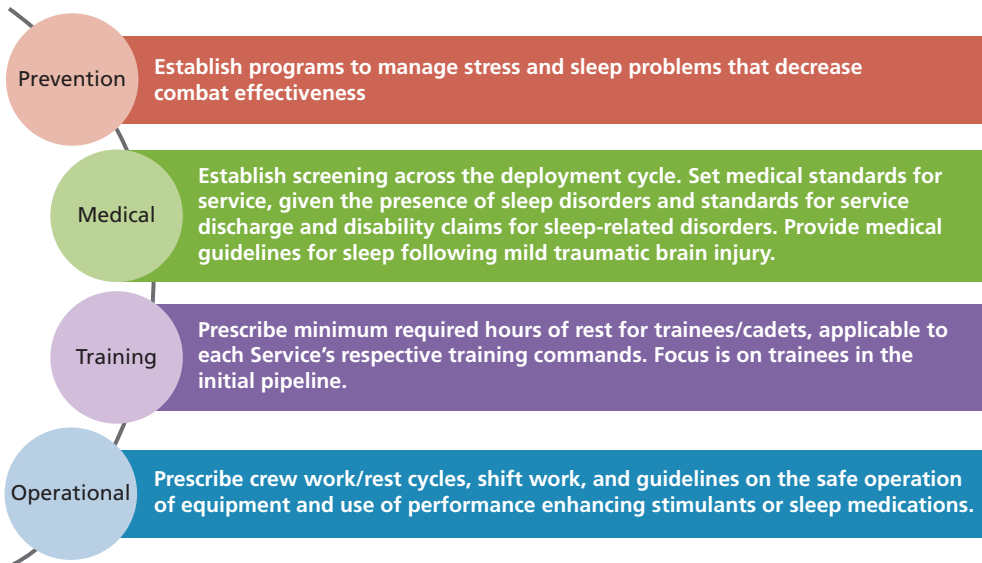 Prevention
Establish programs to manage stress and sleep problems that decrease
combat effectiveness
Medical
Establish screening across the deployment cycle. Set medical standards for
service, given the presence of sleep disorders and standards for service
discharge and disability claims for sleep-related disorders. Provide medical
guidelines for sleep following mild traumatic brain injury.
Training
Prescribe minimum required hours of rest for trainees/cadets, applicable to
each Service’s respective training commands. Focus is on trainees in the
initial pipeline.
Operational
Prescribe crew work/rest cycles, shift work, and guidelines on the safe operation
of equipment and use of performance enhancing stimulants or sleep medications.